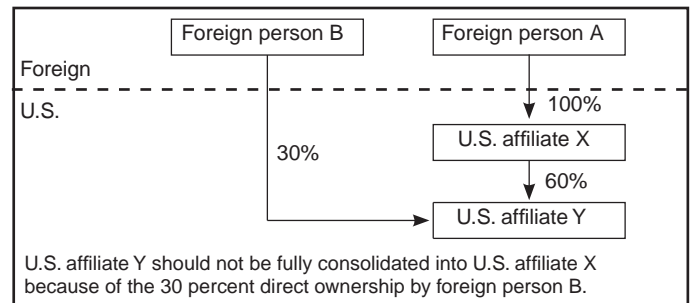 Foreign person B
Foreign person A
Foreign
U.S.
100%
U.S. affiliate X
30%
60%
U.S. affiliate Y
U.S. affiliate Y should not be fully consolidated into U.S. affiliate X
because of the 30 percent direct ownership by foreign person B.